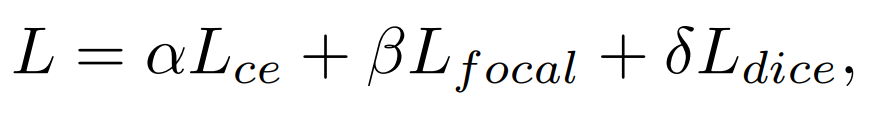 L = αL_{ce} + βL_{focal} + δL_{dice},